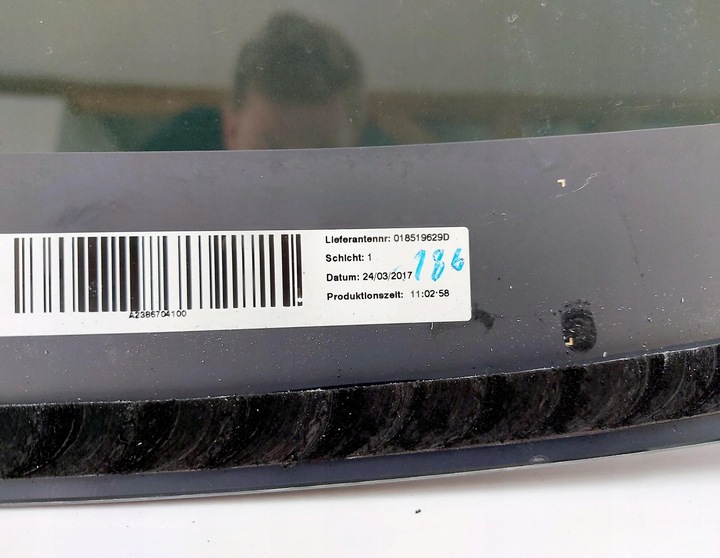 Lieferantennr: 018519629D
Schicht: 1
186
Datum: 24/03/2017
Produktionszeit: 11:02:58
A2386704100